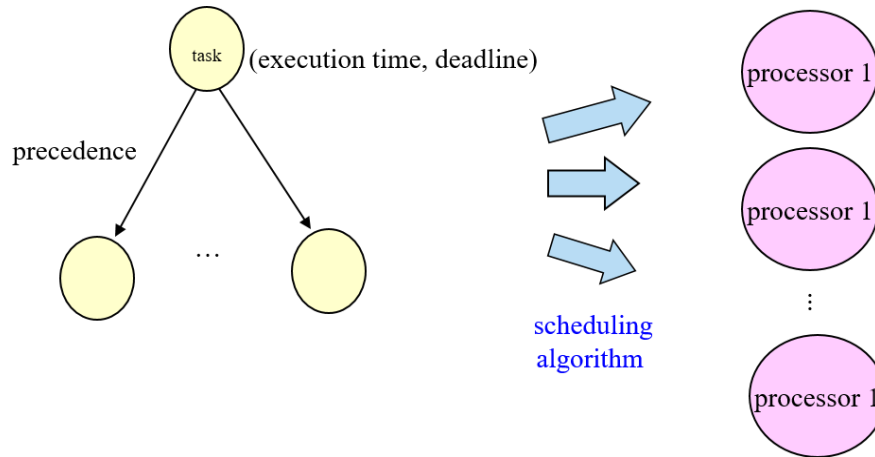 task
(execution time, deadline)
precedence
...
scheduling
algorithm
processor 1
processor 1
⋮
processor 1